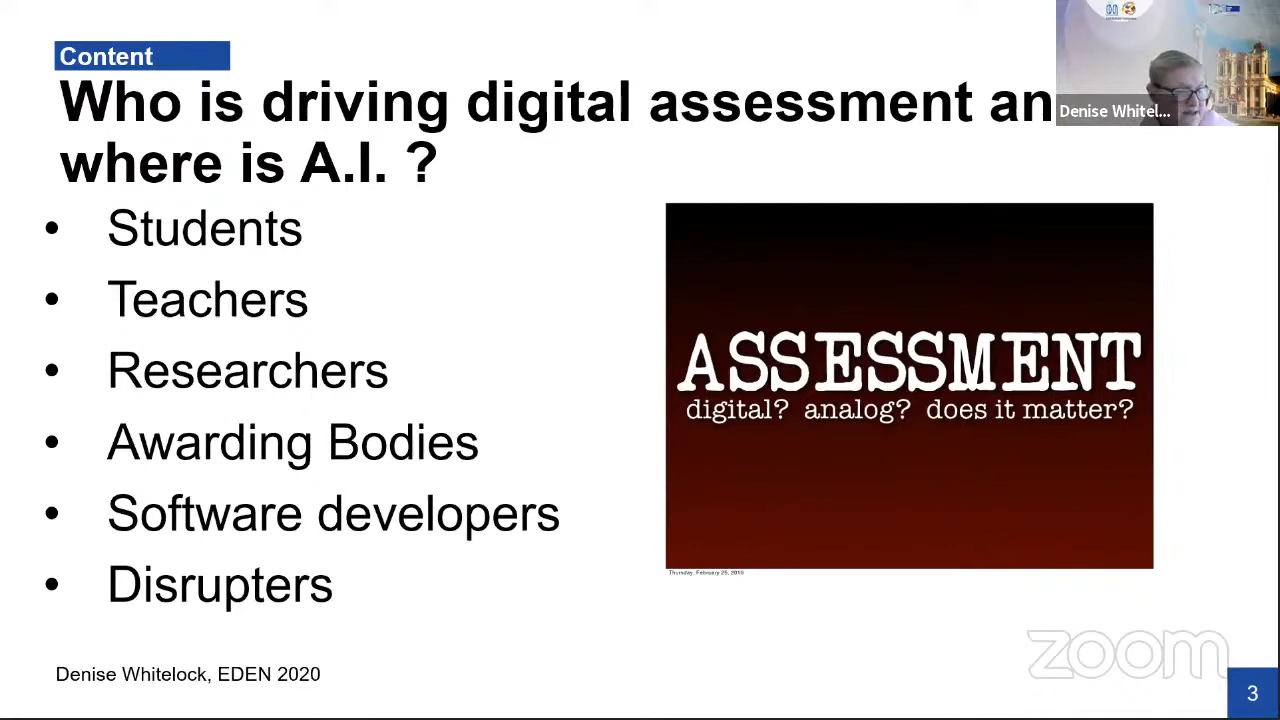 Content
Who is driving digital assessment an
where is A.I. ?
Denise Whitel...
• Students
• Teachers
• Researchers
• Awarding Bodies
• Software developers
• Disrupters
ASSESSMENT
digital? analog? does it matter?
Thursday, February 25, 2010
Denise Whitelock, EDEN 2020
zoom
3